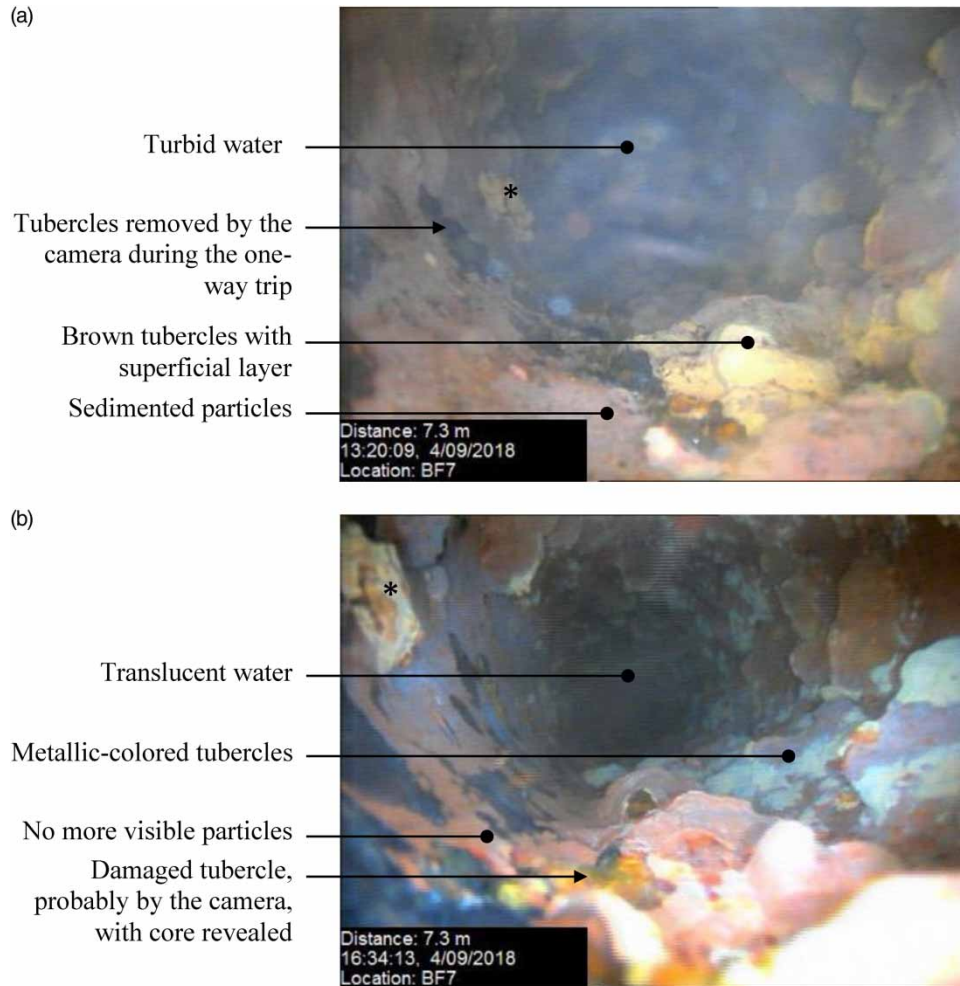 (a)
Turbid water
Tubercles removed by the
camera during the one-
way trip
Brown tubercles with
superficial layer
Sedimented particles
*
Distance: 7.3 m
13:20:09, 4/09/2018
Location: BF7
(b)
*
Translucent water
Metallic-colored tubercles
No more visible particles
Damaged tubercle,
probably by the camera,
with core revealed
Distance: 7.3 m
16:34:13, 4/09/2018
Location: BF7